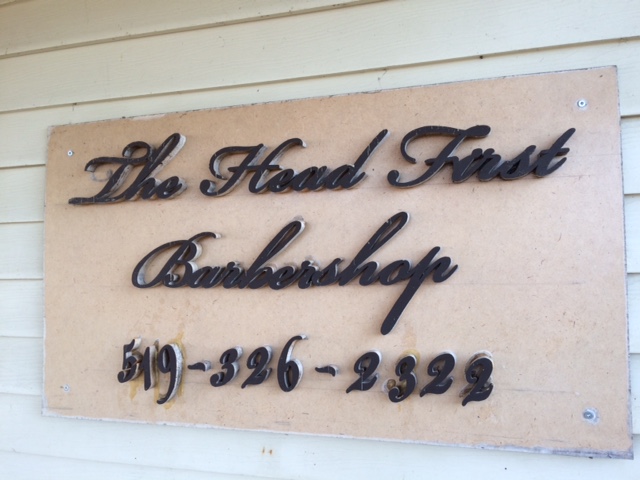 The Head First
Barbershop
519-326-2322